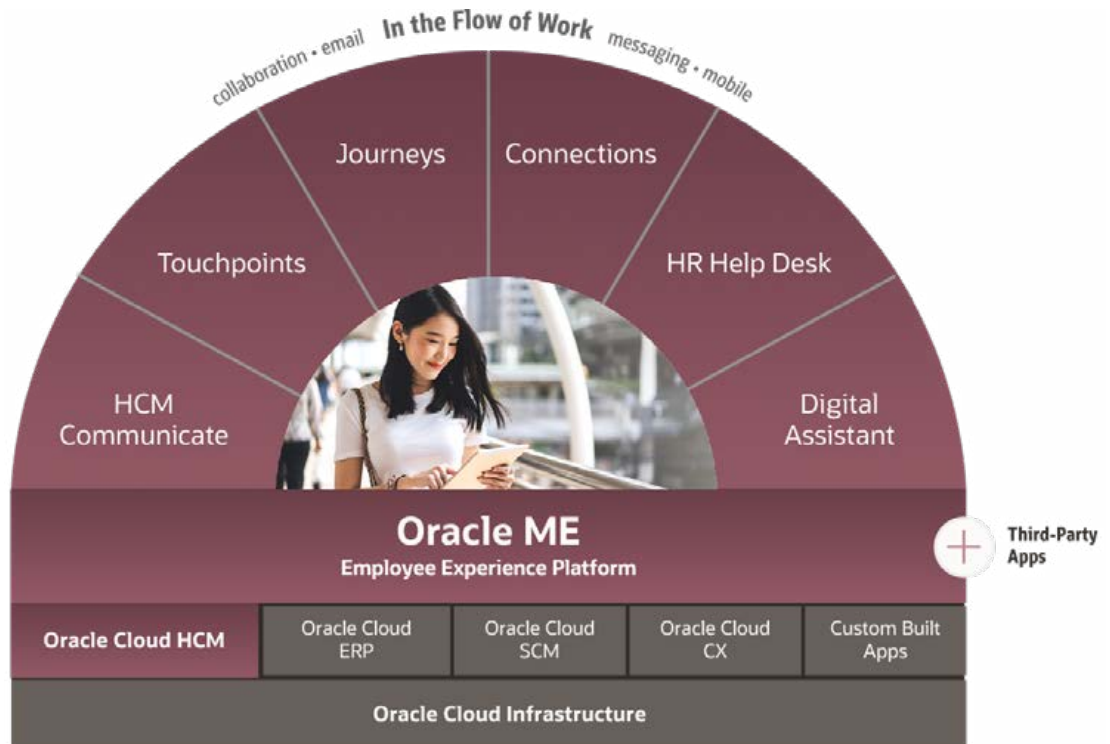 collaboration • email In the Flow of Work messaging • mobile
Journeys
Connections
Touchpoints
HR Help Desk
HCM
Communicate
Digital
Assistant
Oracle ME
Employee Experience Platform
Third-Party
Apps
Oracle Cloud HCM
Oracle Cloud
ERP
Oracle Cloud
SCM
Oracle Cloud
CX
Custom Built
Apps
Oracle Cloud Infrastructure